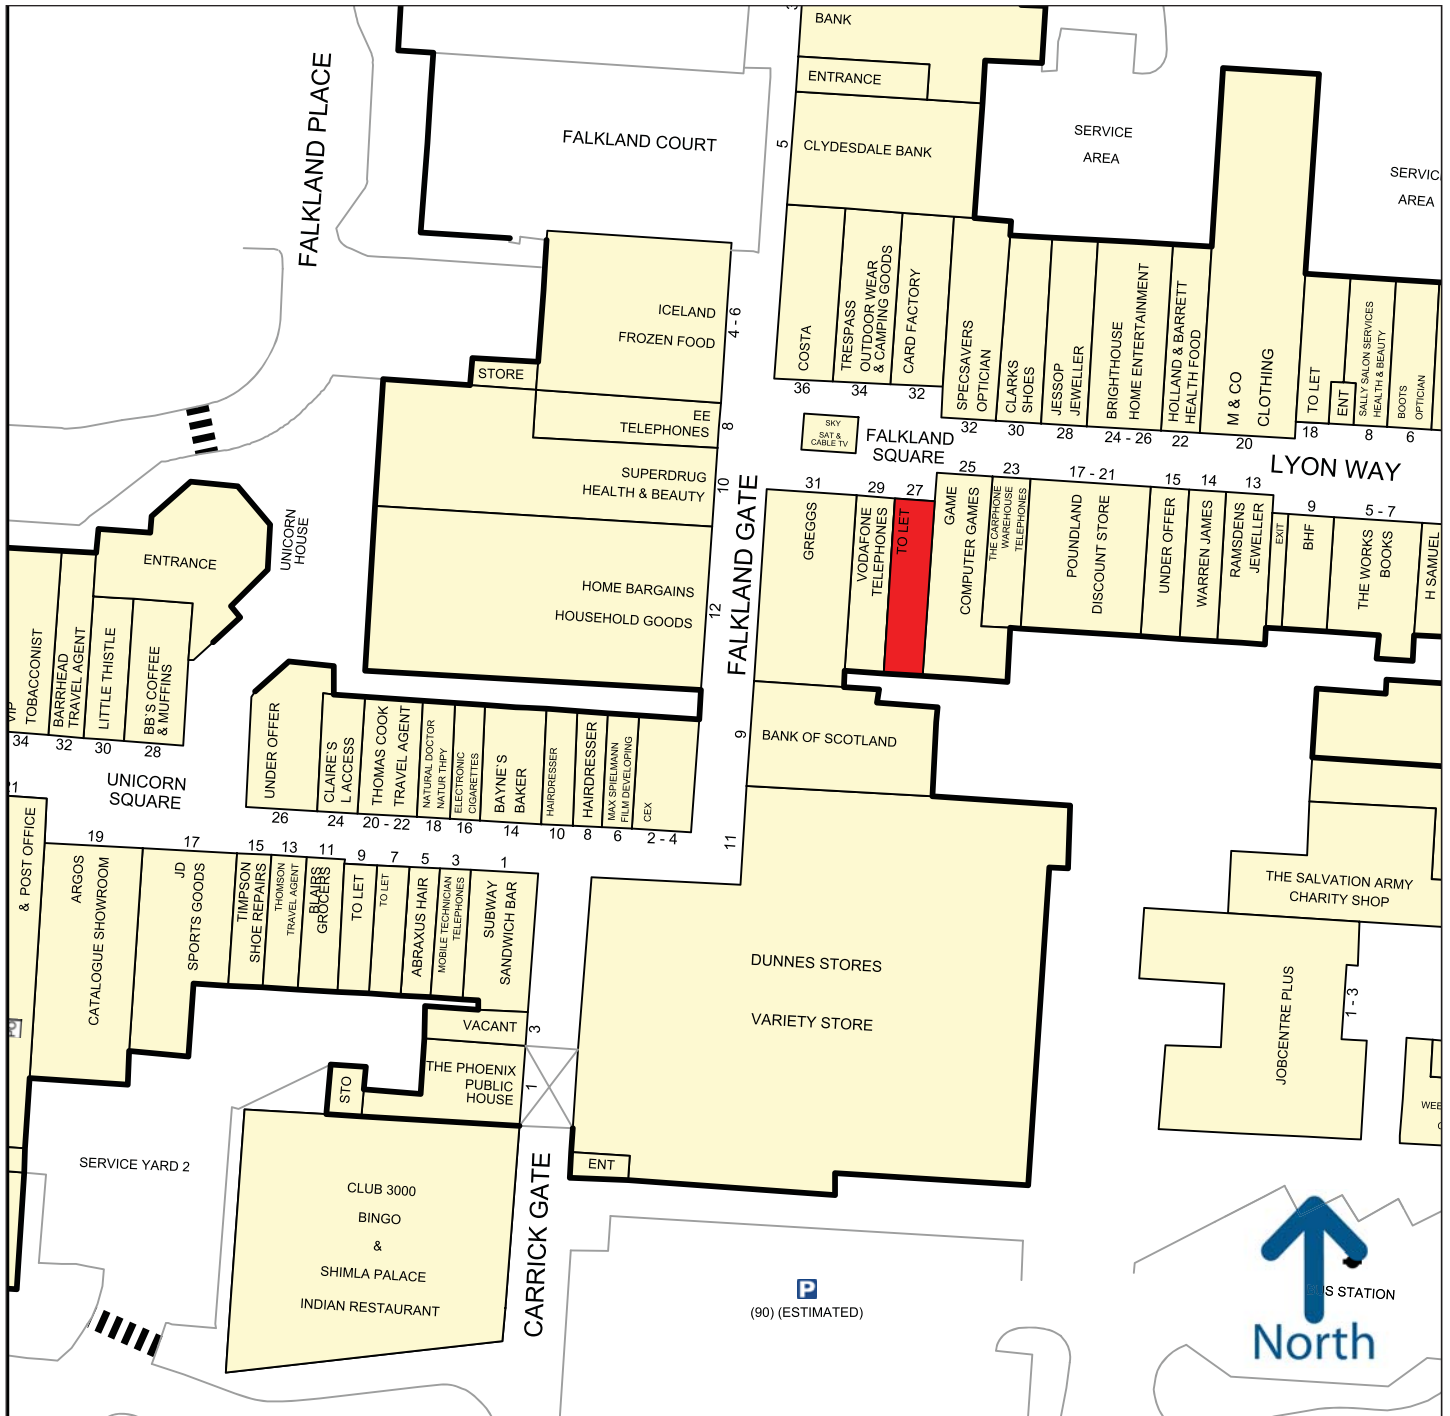 BANK
ENTRANCE
5
CLYDESDALE BANK
FALKLAND PLACE
FALKLAND COURT
SERVICE
AREA
AREA
ICELAND
FROZEN FOOD
4 - 6
STORE
EE
TELEPHONES
8
SUPERDRUG
HEALTH & BEAUTY
10
HOME BARGAINS
HOUSEHOLD GOODS
12
FALKLAND GATE
COSTA
36
TRESPASS
OUTDOOR WEAR
& CAMPING GOODS
34
CARD FACTORY
32
SPECSAVERS
OPTICIAN
32
CLARKS
SHOES
30
JESSOP
JEWELLER
28
BRIGHTHOUSE
HOME ENTERTAINMENT
24 - 26
HOLLAND & BARRETT
HEALTH FOOD
22
M & CO
CLOTHING
20
TO LET
18
ENT
SALLY SALON SERVICES
HEALTH & BEAUTY
8
BOOTS
OPTICIAN
6
SKY
SAT &
CABLE TV
FALKLAND
SQUARE
LYON WAY
31
GREGGS
29
VODAFONE
TELEPHONES
27
TO LET
25
GAME
COMPUTER GAMES
23
THE CARPHONE
WAREHOUSE
TELEPHONES
17 - 21
POUNDLAND
DISCOUNT STORE
15
UNDER OFFER
14
WARREN JAMES
13
RAMSDENS
JEWELLER
EXIT
9
BHF
5 - 7
THE WORKS
BOOKS
H SAMUEL
UNICORN
HOUSE
ENTRANCE
VIP
TOBACCONIST
34
BARRHEAD
TRAVEL AGENT
32
LITTLE THISTLE
30
BB'S COFFEE
& MUFFINS
28
UNICORN
SQUARE
UNDER OFFER
26
CLAIRE'S
L ACCESS
24
THOMAS COOK
TRAVEL AGENT
20 - 22
NATURAL DOCTOR
NATUR THPY
18
ELECTRONIC
CIGARETTES
16
BAYNE'S
BAKER
14
HAIRDRESSER
10
HAIRDRESSER
8
MAX SPIELMANN
FILM DEVELOPING
6
CEX
2 - 4
9
BANK OF SCOTLAND
11
DUNNES STORES
VARIETY STORE
ENT
& POST OFFICE
19
ARGOS
CATALOGUE SHOWROOM
17
JD
SPORTS GOODS
15
TIMPSON
SHOE REPAIRS
13
THOMSON
TRAVEL AGENT
11
BLAIRS
GROCERS
9
TO LET
7
TO LET
5
ABRAXUS HAIR
3
MOBILE TECHNICIAN
TELEPHONES
1
SUBWAY
SANDWICH BAR
VACANT
3
THE PHOENIX
PUBLIC
HOUSE
1
STO
SERVICE YARD 2
CLUB 3000
BINGO
&
SHIMLA PALACE
INDIAN RESTAURANT
CARRICK GATE
THE SALVATION ARMY
CHARITY SHOP
JOBCENTRE PLUS
1 - 3
P
(90) (ESTIMATED)
BUS STATION
North